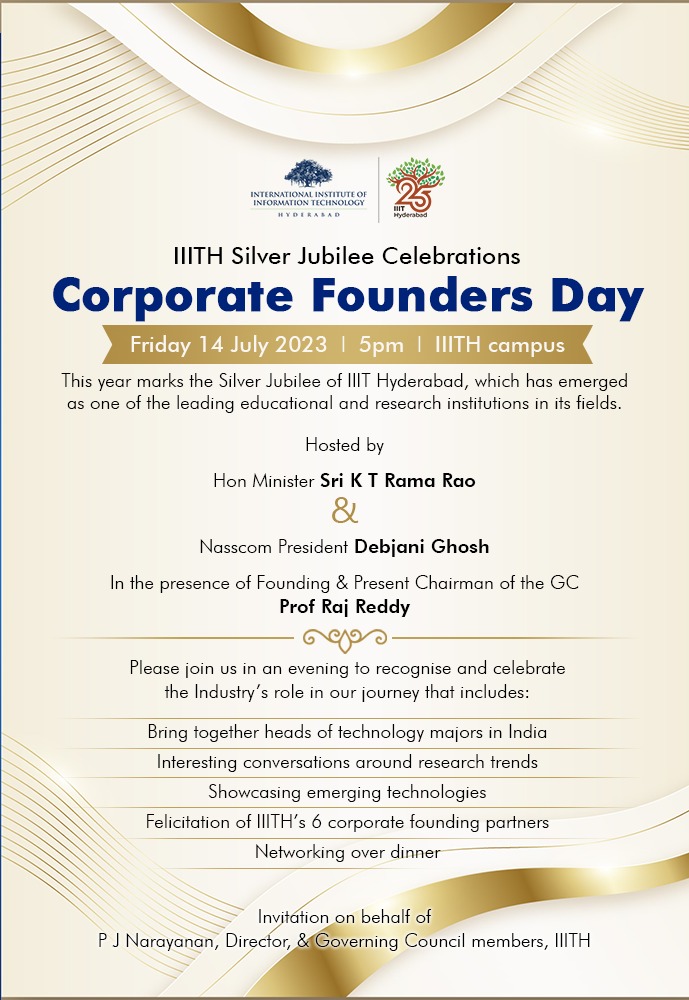 INTERNATIONAL INSTITUTE OF
INFORMATION TECHNOLOGY
HYDERABAD
25
IIIT
Hyderabad
IIITH Silver Jubilee Celebrations
Corporate Founders Day
Friday 14 July 2023 | 5pm | IIITH campus
This year marks the Silver Jubilee of IIIT Hyderabad, which has emerged
as one of the leading educational and research institutions in its fields.
Hosted by
Hon Minister Sri K T Rama Rao
&
Nasscom President Debjani Ghosh
In the presence of Founding & Present Chairman of the GC
Prof Raj Reddy
Please join us in an evening to recognise and celebrate
the Industry's role in our journey that includes:
Bring together heads of technology majors in India
Interesting conversations around research trends
Showcasing emerging technologies
Felicitation of IIITH's 6 corporate founding partners
Networking over dinner
Invitation on behalf of
P J Narayanan, Director, & Governing Council members, IIITH